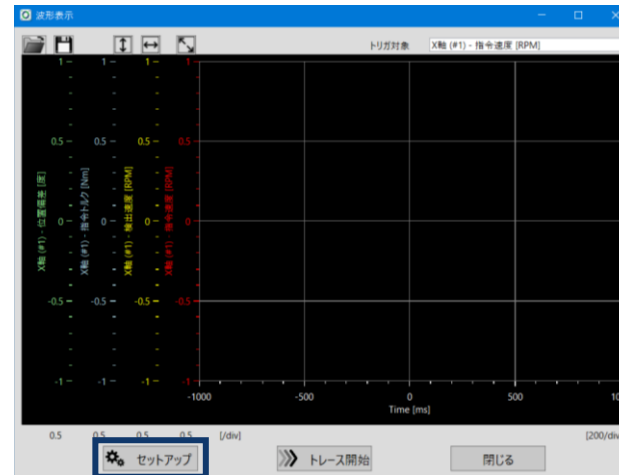 波形表示
トリガ対象 X軸 (#1) - 指令速度 [RPM]
1 1 1 1
0.5 0.5 0.5 0.5
0 0 0 0
-0.5 -0.5 -0.5 -0.5
-1 -1 -1 -1
X軸 (#1) - 位置偏差 [度]
X軸 (#1) - 指令トルク [Nm]
X軸 (#1) - 検出速度 [RPM]
X軸 (#1) - 指令速度 [RPM]
-1000 -500 0 500 10
Time [ms]
0.5 0.5 0.5 0.5 [/div] [200/div
セットアップ トレース開始 閉じる